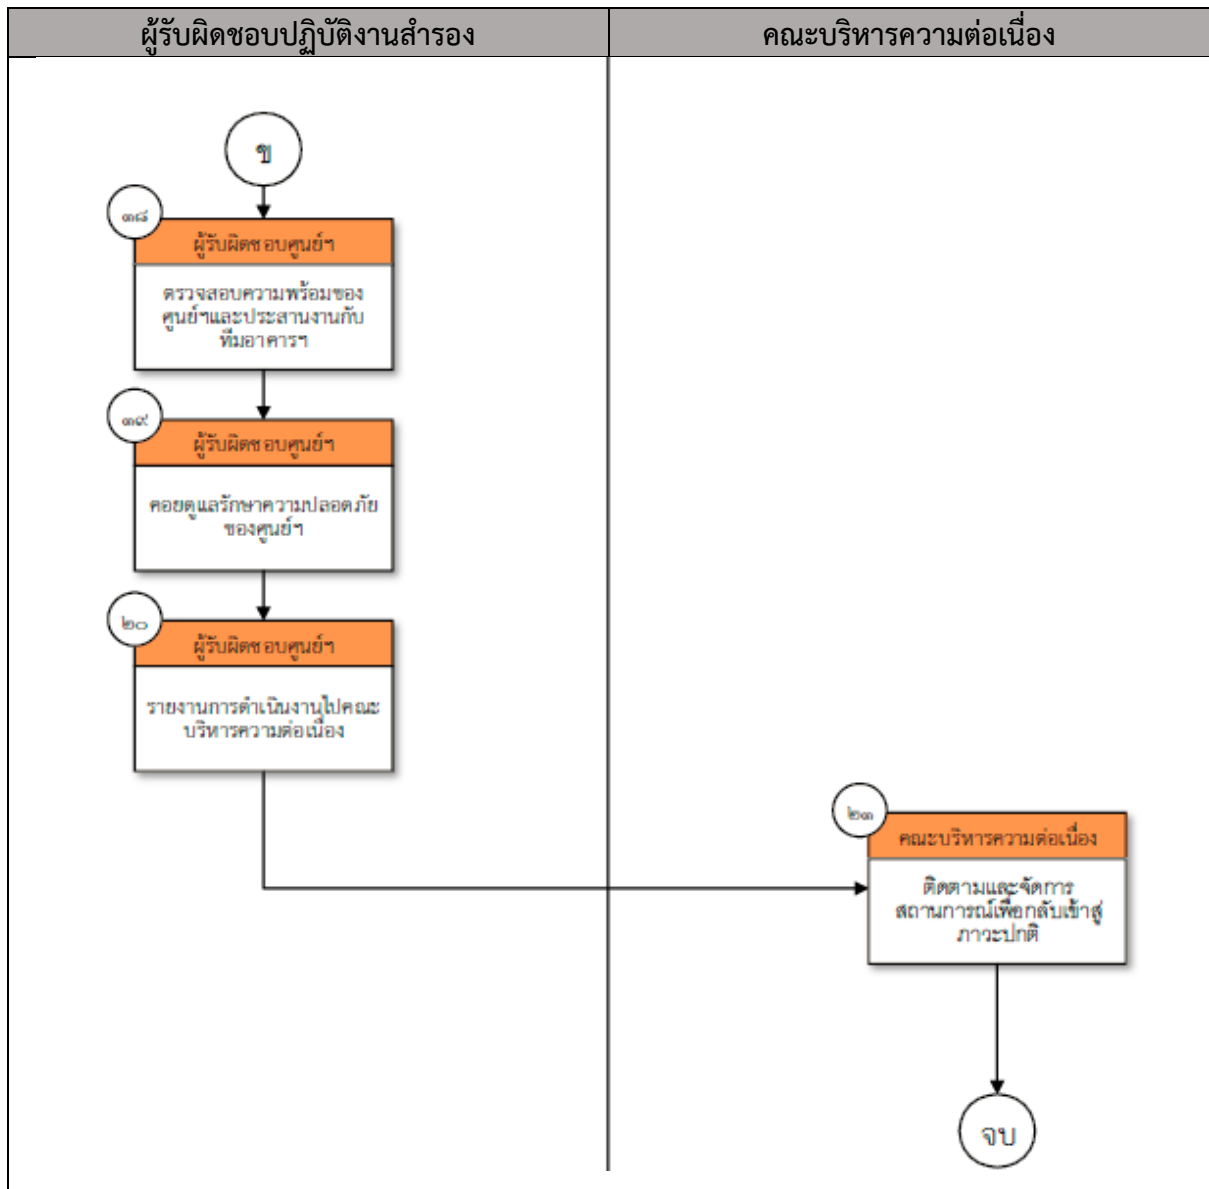 ผู้รับผิดชอบปฏิบัติงานสำรอง
คณะบริหารความต่อเนื่อง
ข
๑๘
ผู้รับผิดชอบศูนย์ฯ
ตรวจสอบความพร้อมของ
ศูนย์ฯและประสานงานกับ
ทีมอาคารฯ
๑๙
ผู้รับผิดชอบศูนย์ฯ
คอยดูแลรักษาความปลอดภัย
ของศูนย์ฯ
๒๐
ผู้รับผิดชอบศูนย์ฯ
รายงานการดำเนินงานไปคณะ
บริหารความต่อเนื่อง
๒๑
คณะบริหารความต่อเนื่อง
ติดตามและจัดการ
สถานการณ์เพื่อกลับเข้าสู่
ภาวะปกติ
จบ